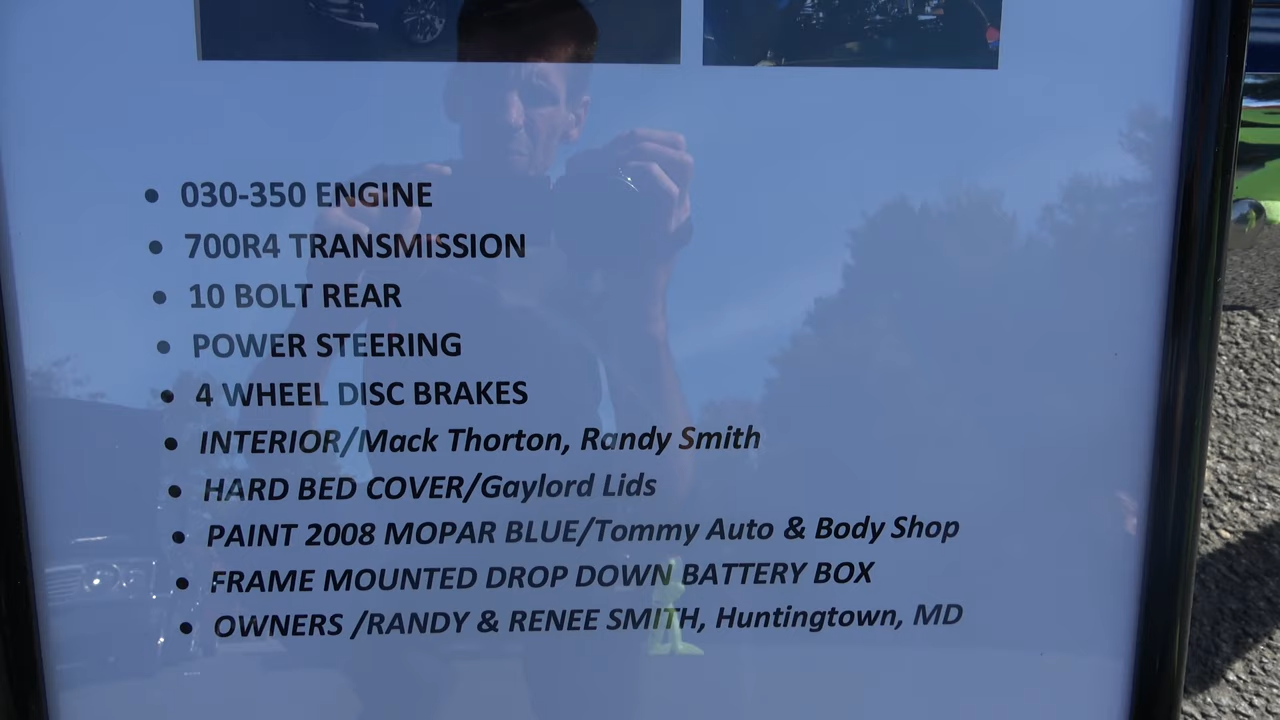 • 030-350 ENGINE
• 700R4 TRANSMISSION
• 10 BOLT REAR
• POWER STEERING
• 4 WHEEL DISC BRAKES
• INTERIOR/Mack Thorton, Randy Smith
• HARD BED COVER/Gaylord Lids
• PAINT 2008 MOPAR BLUE/Tommy Auto & Body Shop
• FRAME MOUNTED DROP DOWN BATTERY BOX
• OWNERS /RANDY & RENEE SMITH, Huntingtown, MD